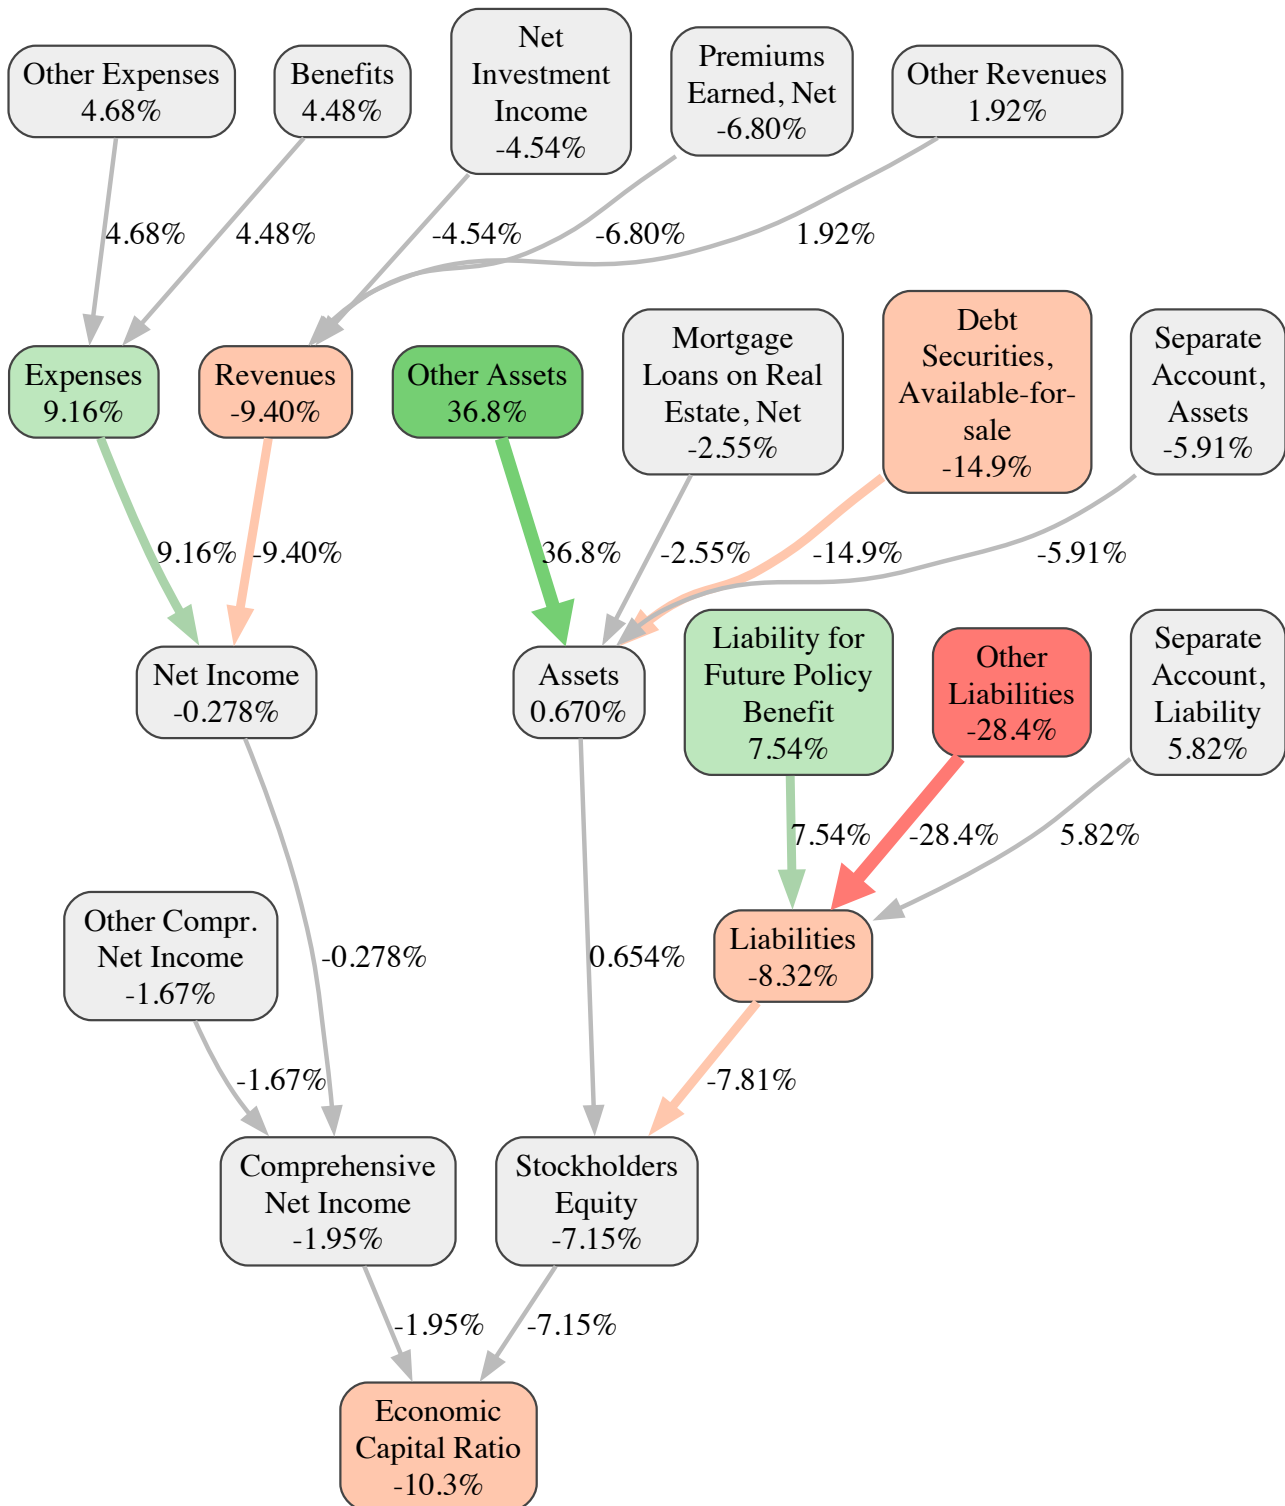 Other Expenses
4.68%
Benefits
4.48%
Net
Investment
Income
-4.54%
Premiums
Earned, Net
-6.80%
Other Revenues
1.92%
4.68%
4.48%
-4.54%
-6.80%
1.92%
Expenses
9.16%
Revenues
-9.40%
Other Assets
36.8%
Mortgage
Loans on Real
Estate, Net
-2.55%
Debt
Securities,
Available-for-
sale
-14.9%
Separate
Account,
Assets
-5.91%
9.16%
-9.40%
36.8%
-2.55%
-14.9%
-5.91%
Net Income
-0.278%
Assets
0.670%
Liability for
Future Policy
Benefit
7.54%
Other
Liabilities
-28.4%
Separate
Account,
Liability
5.82%
7.54%
-28.4%
5.82%
Other Compr.
Net Income
-1.67%
-0.278%
0.654%
Liabilities
-8.32%
-1.67%
-7.81%
Comprehensive
Net Income
-1.95%
Stockholders
Equity
-7.15%
-1.95%
-7.15%
Economic
Capital Ratio
-10.3%